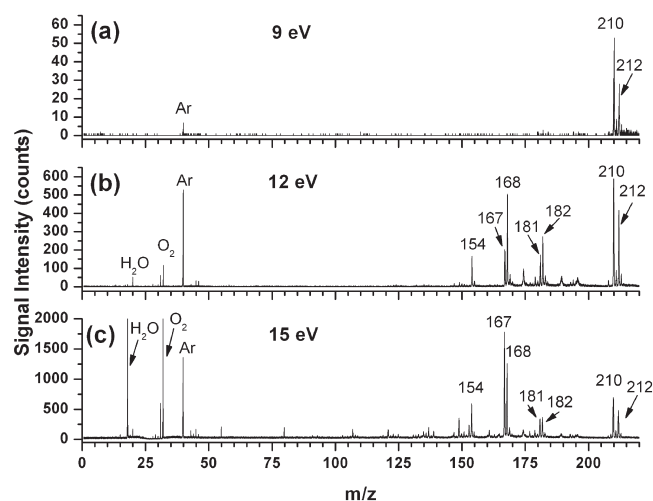 (a) 9 eV
60
50
40
30
20
10
0
Ar
210
212
(b) 12 eV
600
500
400
300
200
100
0
H₂O
O₂
Ar
154
167
168
181
182
210
212
(c) 15 eV
2000
1500
1000
500
0
H₂O
O₂
Ar
154
167
168
181
182
210
212
Signal Intensity (counts)
0 25 50 75 100 125 150 175 200
m/z